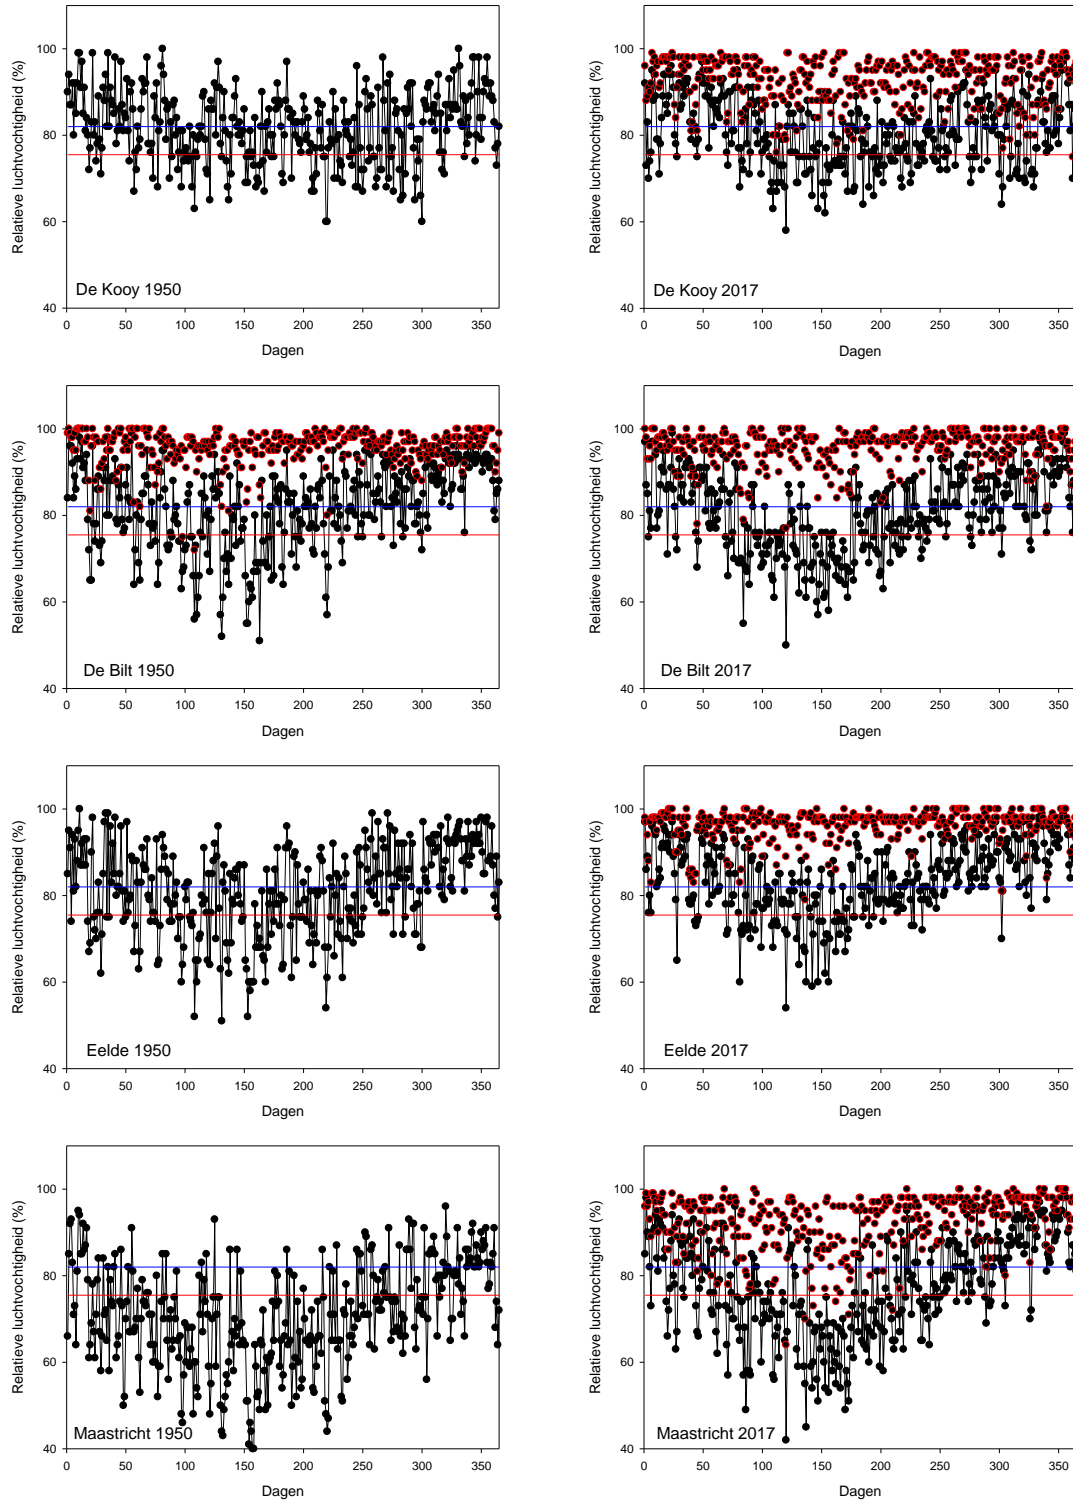 100
80
60
40
0 50 100 150 200 250 300 350
Relatieve luchtvochtigheid (%)
De Kooy 1950
Dagen
100
80
60
40
0 50 100 150 200 250 300 350
Relatieve luchtvochtigheid (%)
De Kooy 2017
Dagen
100
80
60
40
0 50 100 150 200 250 300 350
Relatieve luchtvochtigheid (%)
De Bilt 1950
Dagen
100
80
60
40
0 50 100 150 200 250 300 350
Relatieve luchtvochtigheid (%)
De Bilt 2017
Dagen
100
80
60
40
0 50 100 150 200 250 300 350
Relatieve luchtvochtigheid (%)
Eelde 1950
Dagen
100
80
60
40
0 50 100 150 200 250 300 350
Relatieve luchtvochtigheid (%)
Eelde 2017
Dagen
100
80
60
40
0 50 100 150 200 250 300 350
Relatieve luchtvochtigheid (%)
Maastricht 1950
Dagen
100
80
60
40
0 50 100 150 200 250 300 350
Relatieve luchtvochtigheid (%)
Maastricht 2017
Dagen